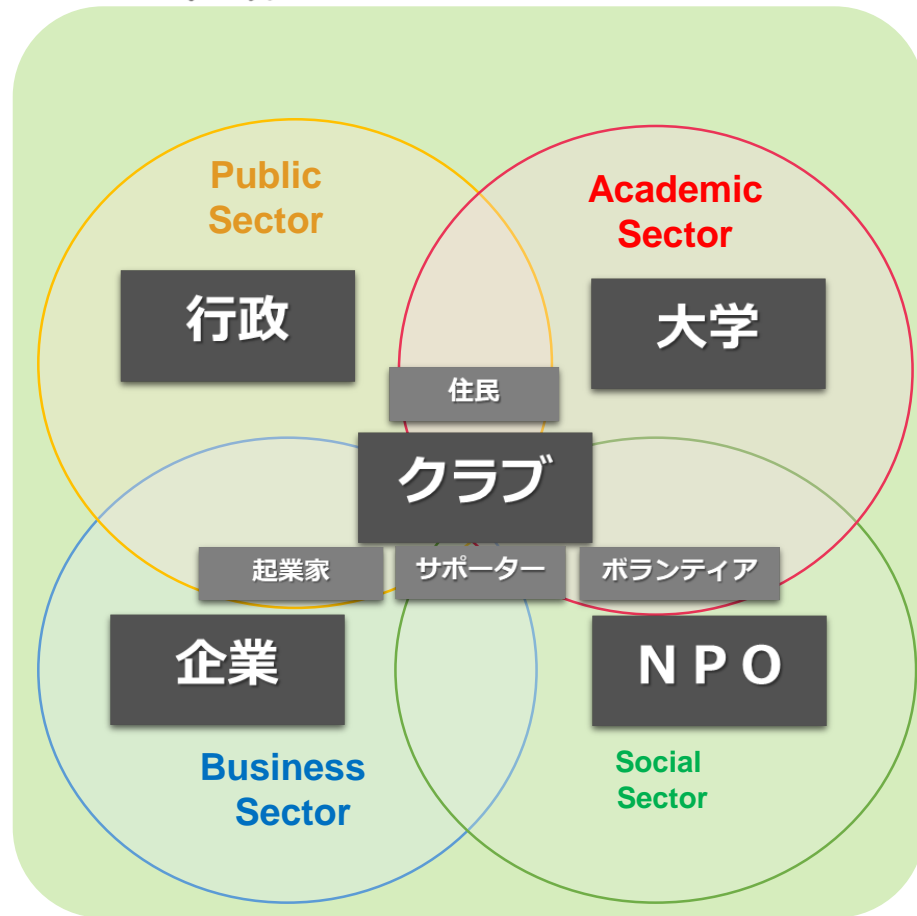 Public
Sector
Academic
Sector
行政
大学
住民
クラブ
起業家
サポーター
ボランティア
企業
ＮＰＯ
Business
Sector
Social
Sector